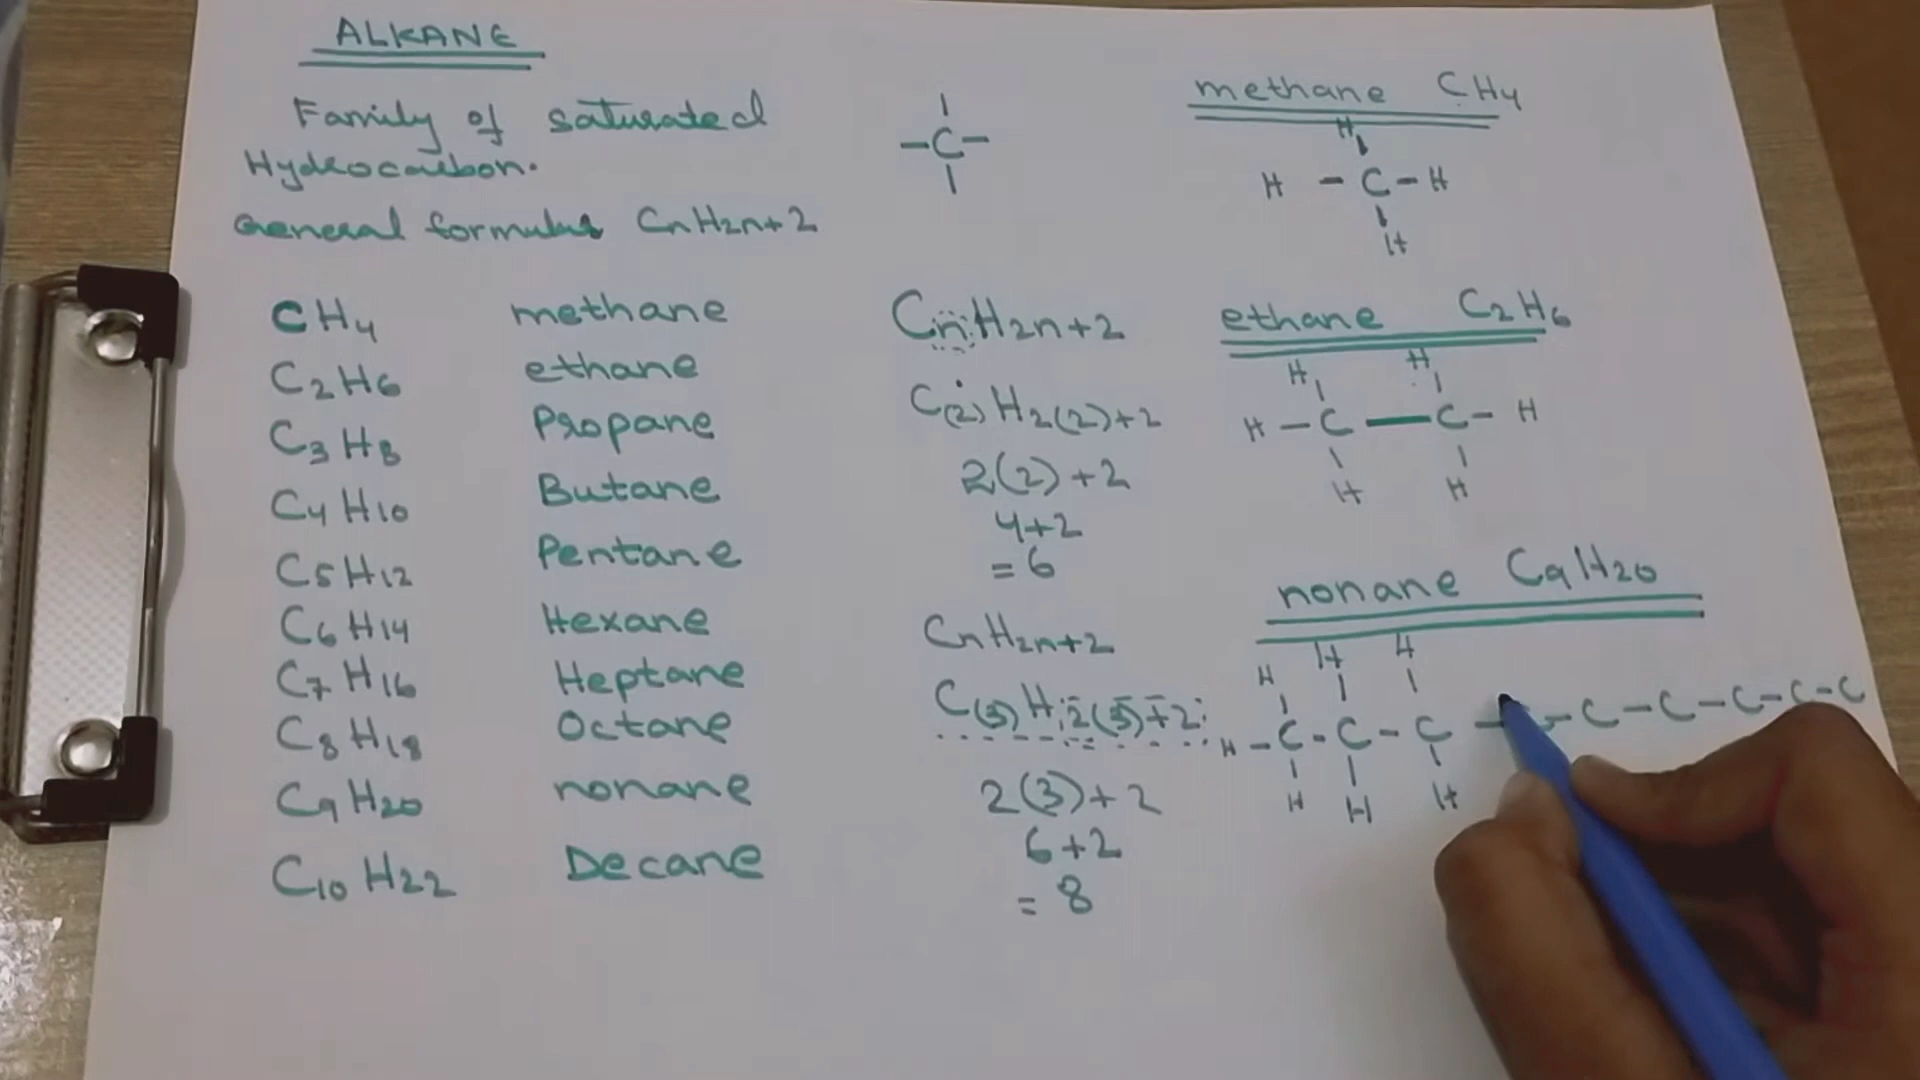 ALKANE
Family of saturated
Hydrocarbon.
General formula CnH2n+2
CH4 methane
C2H6 ethane
C3H8 Propane
C4H10 Butane
C5H12 Pentane
C6H14 Hexane
C7H16 Heptane
C8H18 Octane
C9H20 nonane
C10H22 Decane
-C-
CnH2n+2
C(2)H2(2)+2
2(2)+2
4+2
=6
CnH2n+2
C(3)H2(3)+2
2(3)+2
6+2
=8
methane CH4
H
H -C-H
H
ethane C2H6
H H
H-C-C-H
H H
nonane C9H20
H H H
H-C-C-C--C-C-C-C-C
H H H